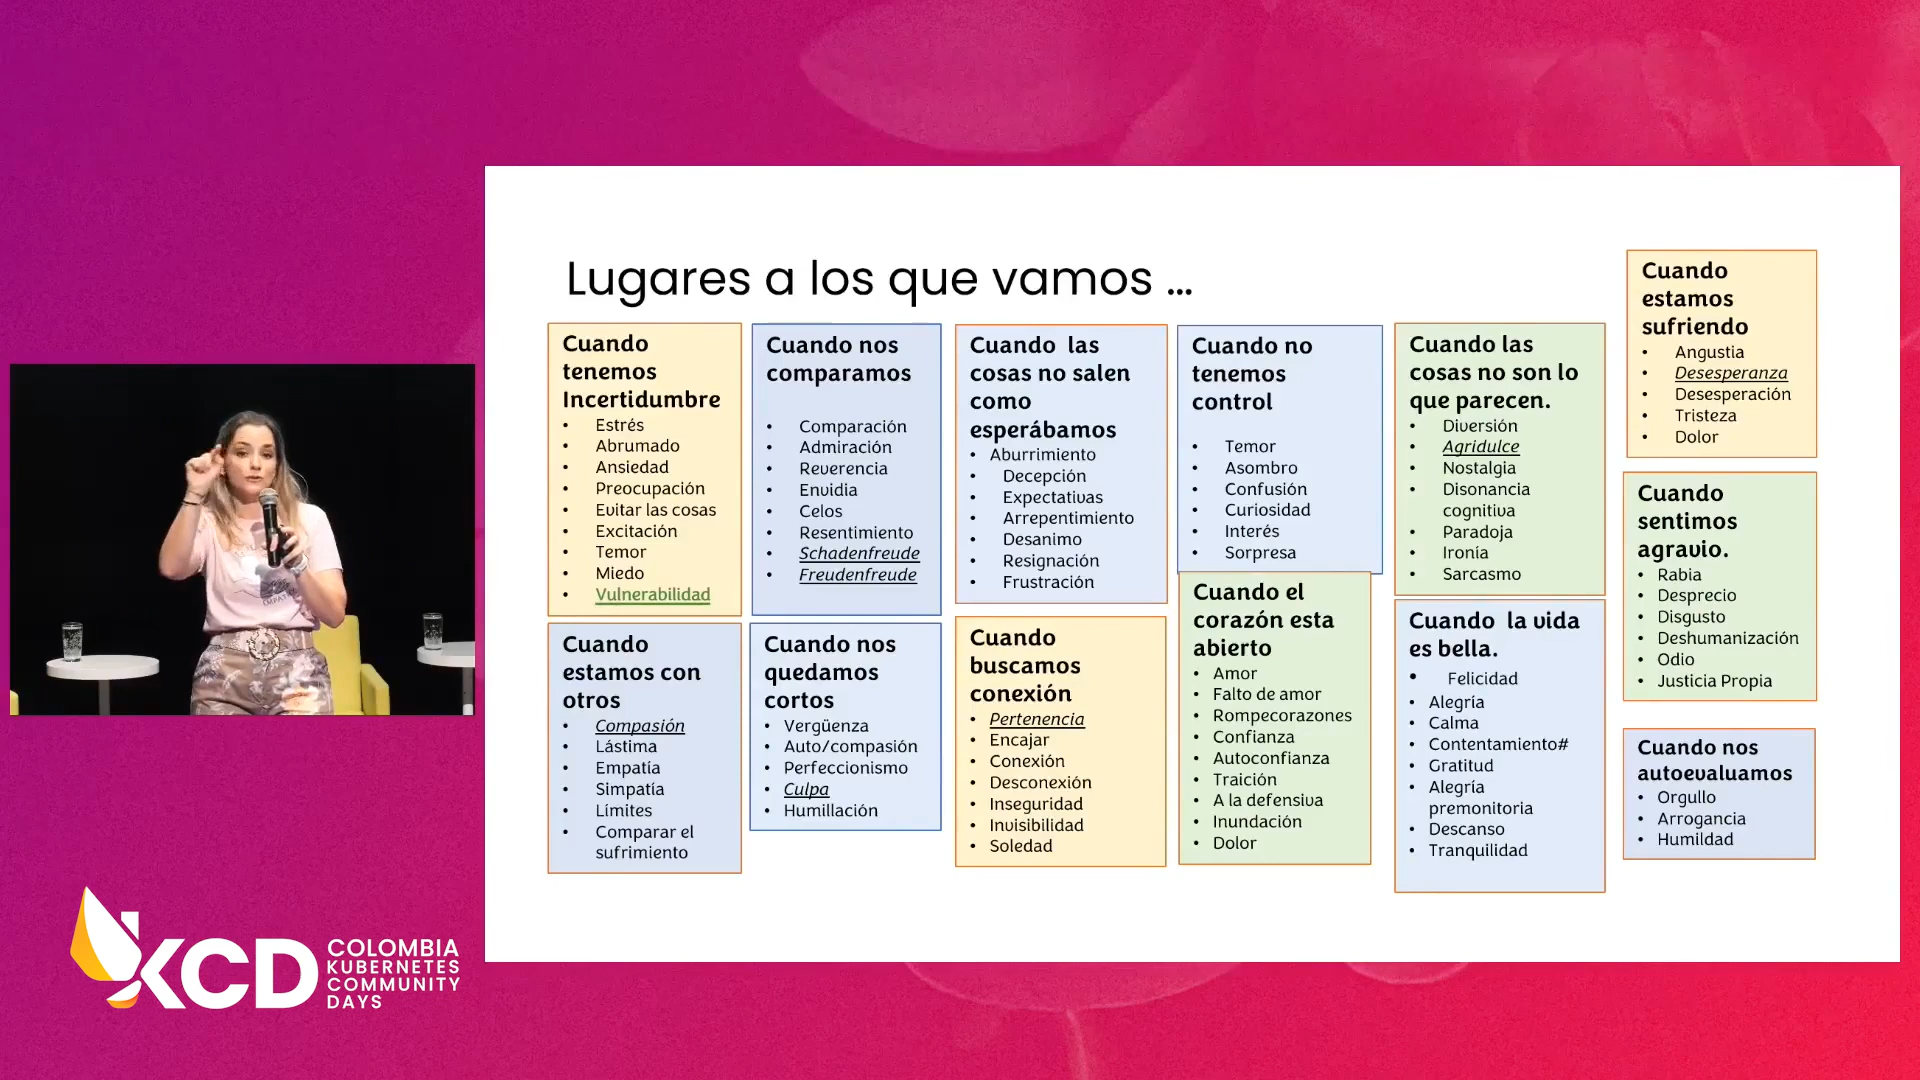 Lugares a los que vamos ...
Cuando
tenemos
Incertidumbre
• Estrés
• Abrumado
• Ansiedad
• Preocupación
• Evitar las cosas
• Excitación
• Temor
• Miedo
• Vulnerabilidad
Cuando nos
comparamos
• Comparación
• Admiración
• Reverencia
• Envidia
• Celos
• Resentimiento
• Schadenfreude
• Freudenfreude
Cuando las
cosas no salen
como
esperábamos
• Aburrimiento
• Decepción
• Expectativas
• Arrepentimiento
• Desanimo
• Resignación
• Frustración
Cuando no
tenemos
control
• Temor
• Asombro
• Confusión
• Curiosidad
• Interés
• Sorpresa
Cuando las
cosas no son lo
que parecen.
• Diversión
• Agridulce
• Nostalgia
• Disonancia
cognitiva
• Paradoja
• Ironía
• Sarcasmo
Cuando
estamos
sufriendo
• Angustia
• Desesperanza
• Desesperación
• Tristeza
• Dolor
Cuando
estamos con
otros
• Compasión
• Lástima
• Empatía
• Simpatía
• Límites
• Comparar el
sufrimiento
Cuando nos
quedamos
cortos
• Vergüenza
• Auto/compasión
• Perfeccionismo
• Culpa
• Humillación
Cuando
buscamos
conexión
• Pertenencia
• Encajar
• Conexión
• Desconexión
• Inseguridad
• Invisibilidad
• Soledad
Cuando el
corazón esta
abierto
• Amor
• Falto de amor
• Rompecorazones
• Confianza
• Autoconfianza
• Traición
• A la defensiva
• Inundación
• Dolor
Cuando la vida
es bella.
• Felicidad
• Alegría
• Calma
• Contentamiento#
• Gratitud
• Alegría
premonitoria
• Descanso
• Tranquilidad
Cuando
sentimos
agravio.
• Rabia
• Desprecio
• Disgusto
• Deshumanización
• Odio
• Justicia Propia
Cuando nos
autoevaluamos
• Orgullo
• Arrogancia
• Humildad
KCD
COLOMBIA
KUBERNETES
COMMUNITY
DAYS